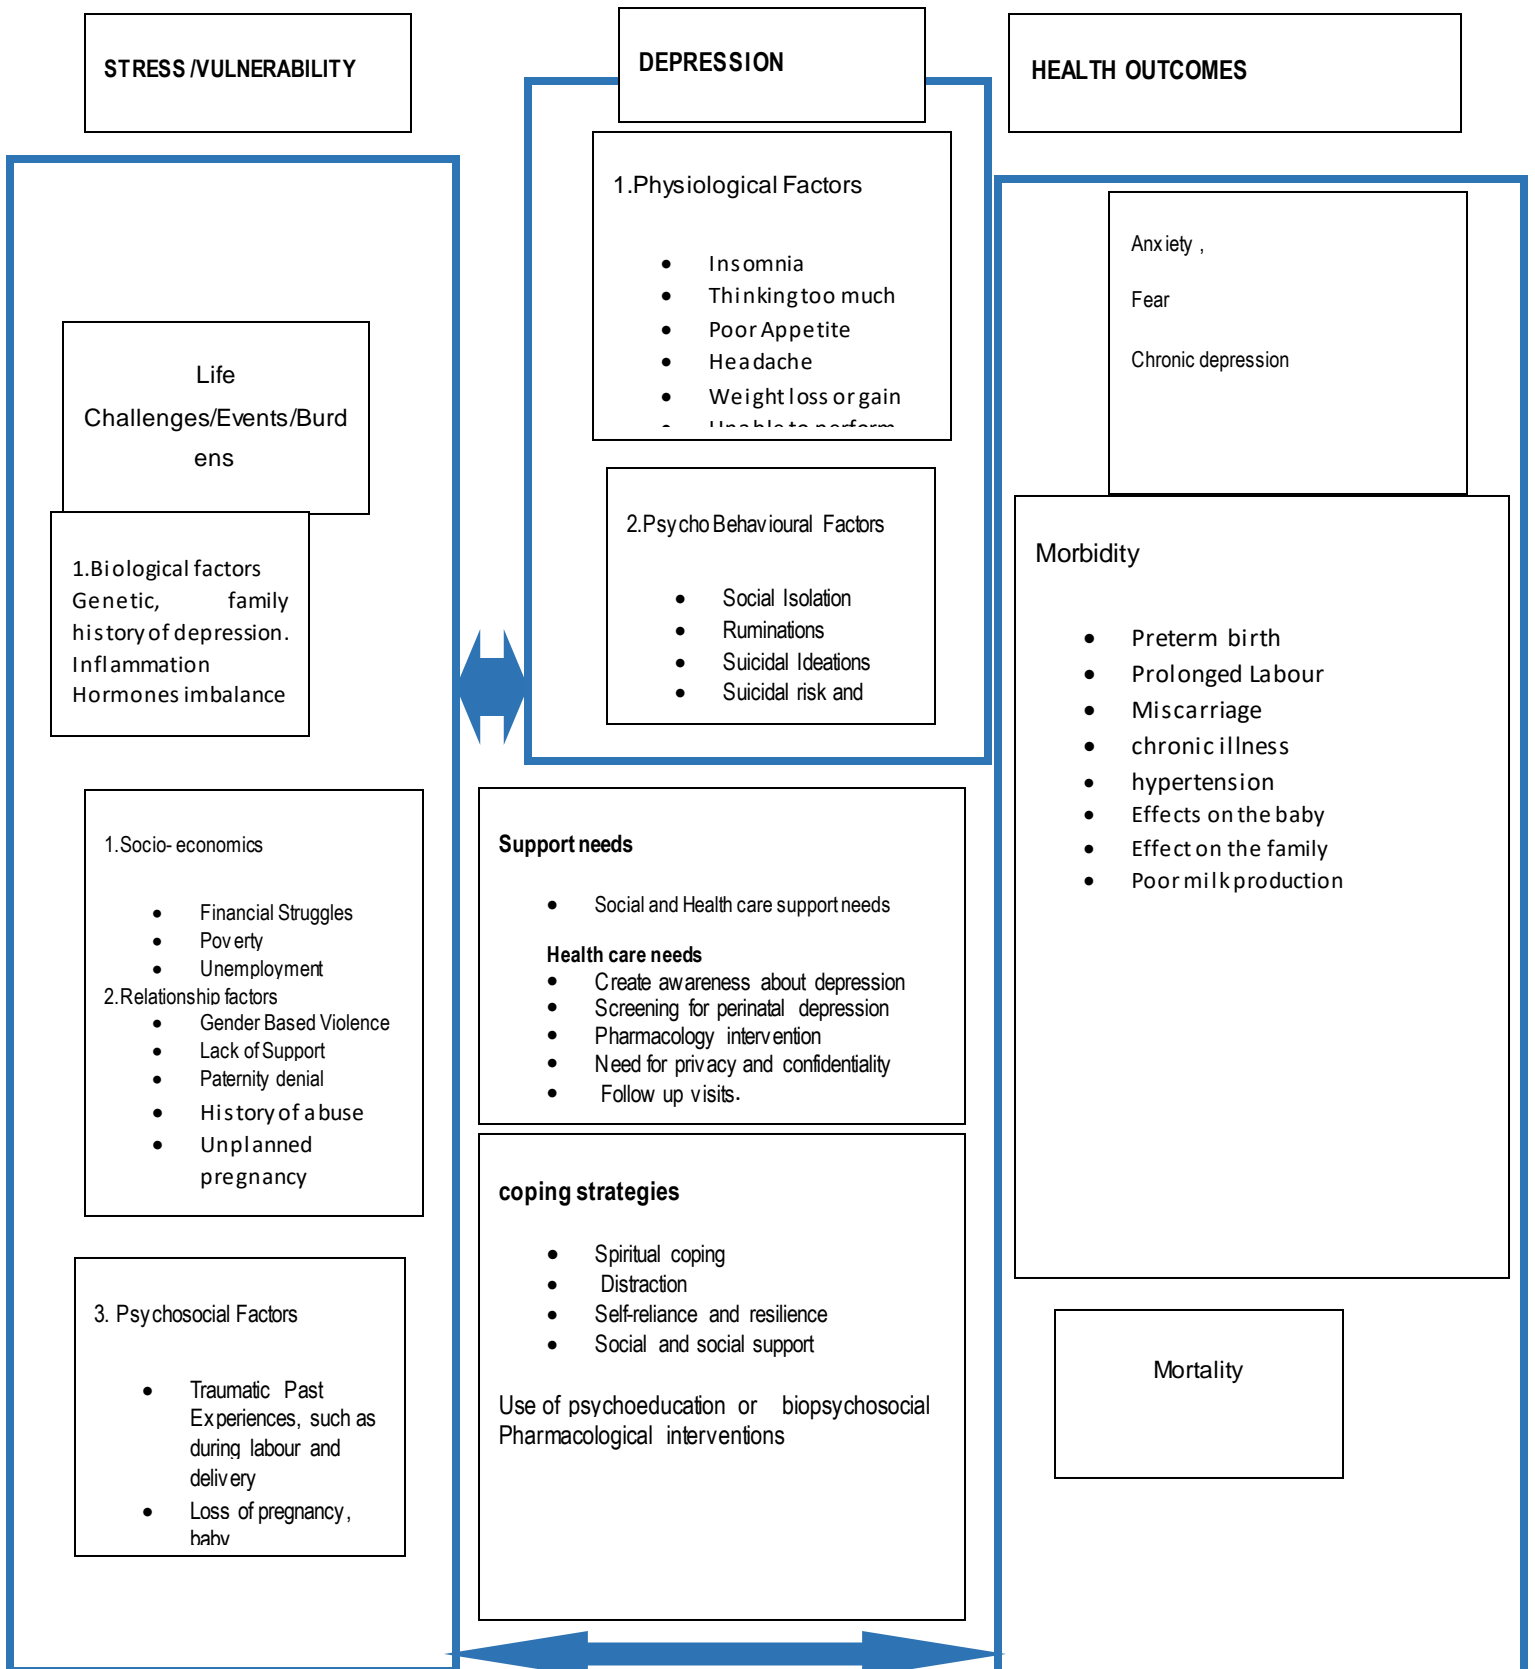 STRESS /VULNERABILITY
DEPRESSION
HEALTH OUTCOMES
Life
Challenges/Events/Burd
ens
1.Biological factors
Genetic, family
history of depression.
Inflammation
Hormones imbalance
1.Socio- economics
• Financial Struggles
• Poverty
• Unemployment
2.Relationship factors
• Gender Based Violence
• Lack of Support
• Paternity denial
• History of abuse
• Unplanned
pregnancy
3. Psychosocial Factors
• Traumatic Past
Experiences, such as
during labour and
delivery
• Loss of pregnancy,
baby
1.Physiological Factors
• Insomnia
• Thinking too much
• Poor Appetite
• Headache
• Weight loss or gain
• Unable to perform
2.Psycho Behavioural Factors
• Social Isolation
• Ruminations
• Suicidal Ideations
• Suicidal risk and
Support needs
• Social and Health care support needs
Health care needs
• Create awareness about depression
• Screening for perinatal depression
• Pharmacology intervention
• Need for privacy and confidentiality
• Follow up visits.
coping strategies
• Spiritual coping
• Distraction
• Self-reliance and resilience
• Social and social support
Use of psychoeducation or biopsychosocial
Pharmacological interventions
Anxiety ,
Fear
Chronic depression
Morbidity
• Preterm birth
• Prolonged Labour
• Miscarriage
• chronic illness
• hypertension
• Effects on the baby
• Effect on the family
• Poor milk production
Mortality